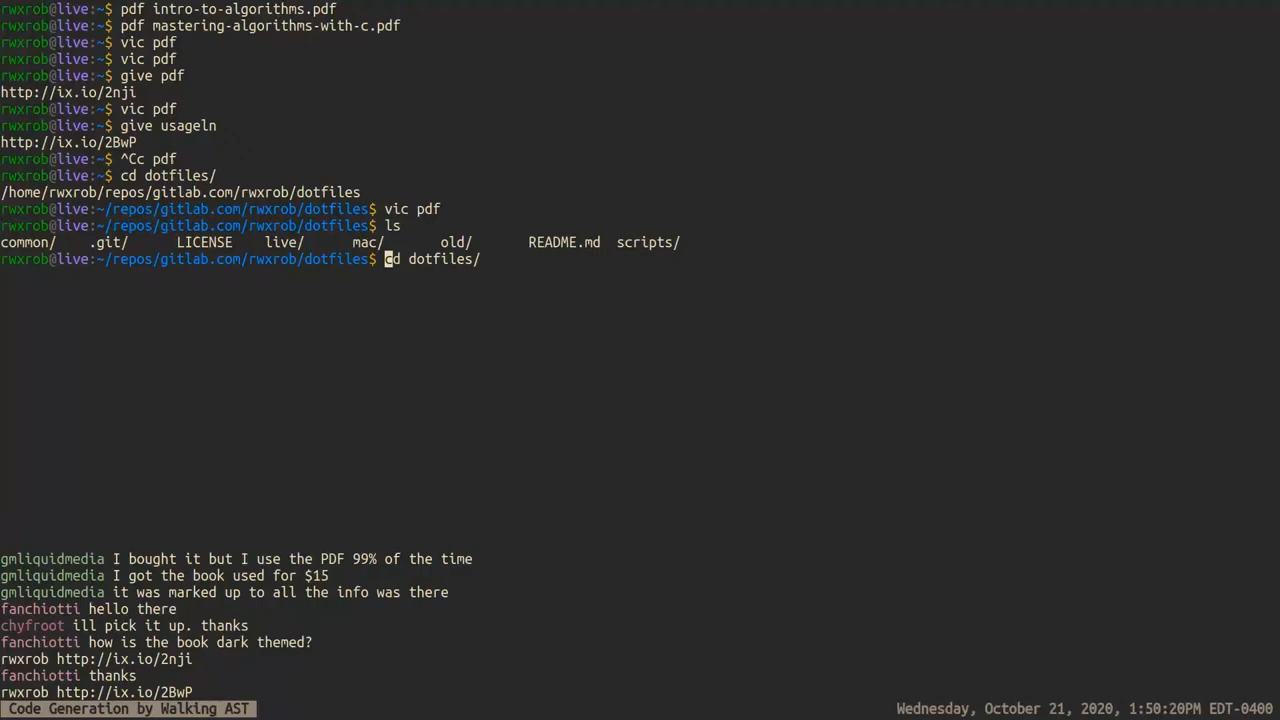 rwxrob@live:~$ pdf intro-to-algorithms.pdf
rwxrob@live:~$ pdf mastering-algorithms-with-c.pdf
rwxrob@live:~$ vic pdf
rwxrob@live:~$ vic pdf
rwxrob@live:~$ give pdf
http://ix.io/2nji
rwxrob@live:~$ vic pdf
rwxrob@live:~$ give usageln
http://ix.io/2BwP
rwxrob@live:~$ ^Cc pdf
rwxrob@live:~$ cd dotfiles/
/home/rwxrob/repos/gitlab.com/rwxrob/dotfiles
rwxrob@live:~/repos/gitlab.com/rwxrob/dotfiles$ vic pdf
rwxrob@live:~/repos/gitlab.com/rwxrob/dotfiles$ ls
common/ .git/ LICENSE live/ mac/ old/ README.md scripts/
rwxrob@live:~/repos/gitlab.com/rwxrob/dotfiles$ cd dotfiles/
gmliquidmedia I bought it but I use the PDF 99% of the time
gmliquidmedia I got the book used for $15
gmliquidmedia it was marked up to all the info was there
fanchiotti hello there
chyfroot ill pick it up. thanks
fanchiotti how is the book dark themed?
rwxrob http://ix.io/2nji
fanchiotti thanks
rwxrob http://ix.io/2BwP
Code Generation by Walking AST Wednesday, October 21, 2020, 1:50:20PM EDT-0400